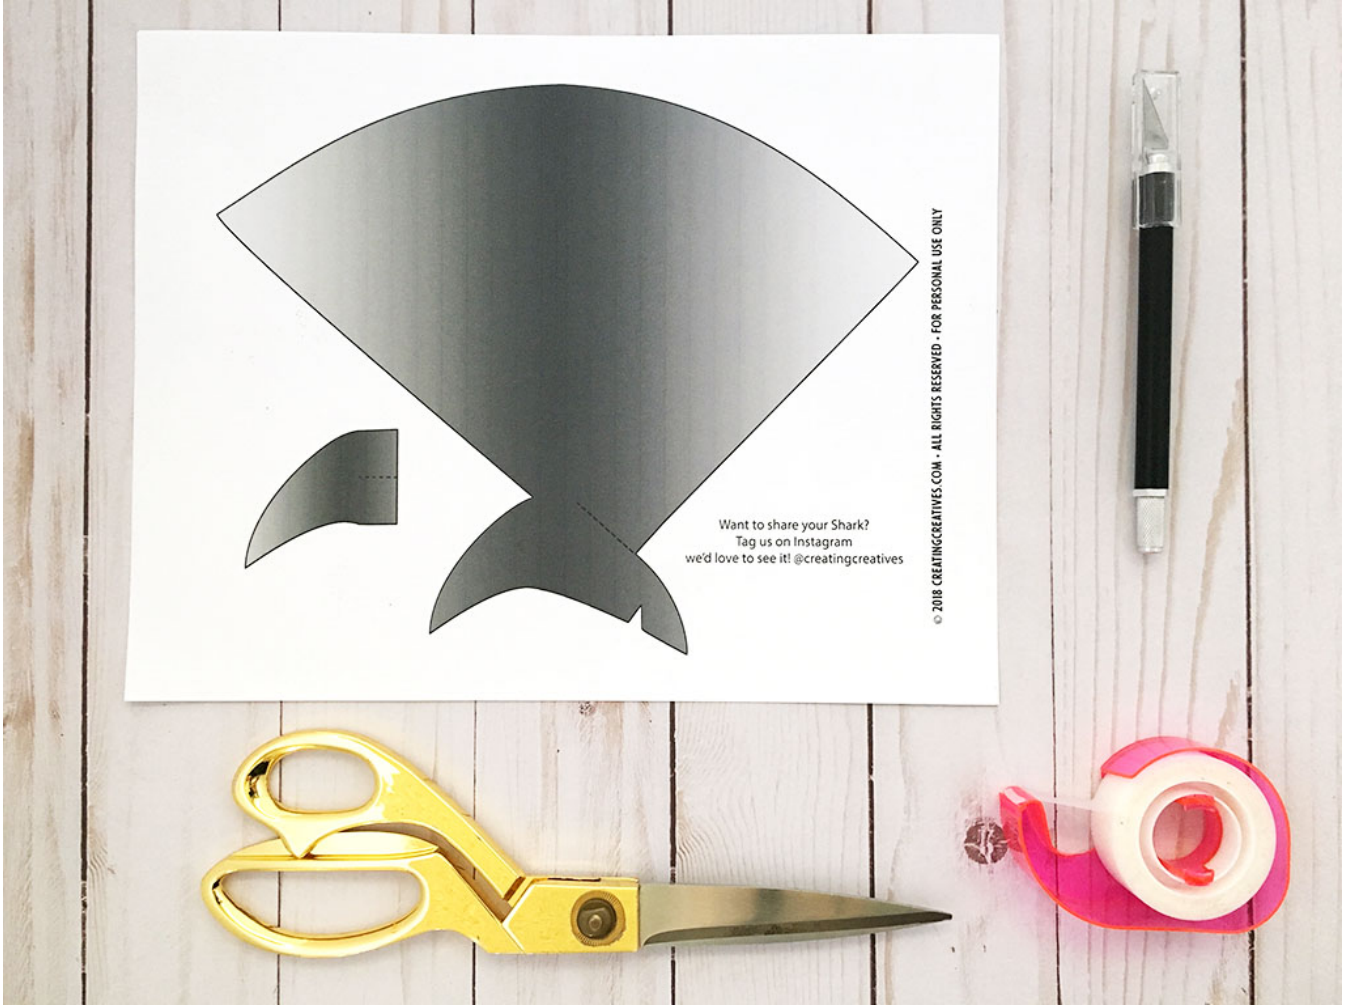 Want to share your Shark?
Tag us on Instagram
we'd love to see it! @creatingcreatives
© 2018 CREATINGCREATIVES.COM • ALL RIGHTS RESERVED • FOR PERSONAL USE ONLY